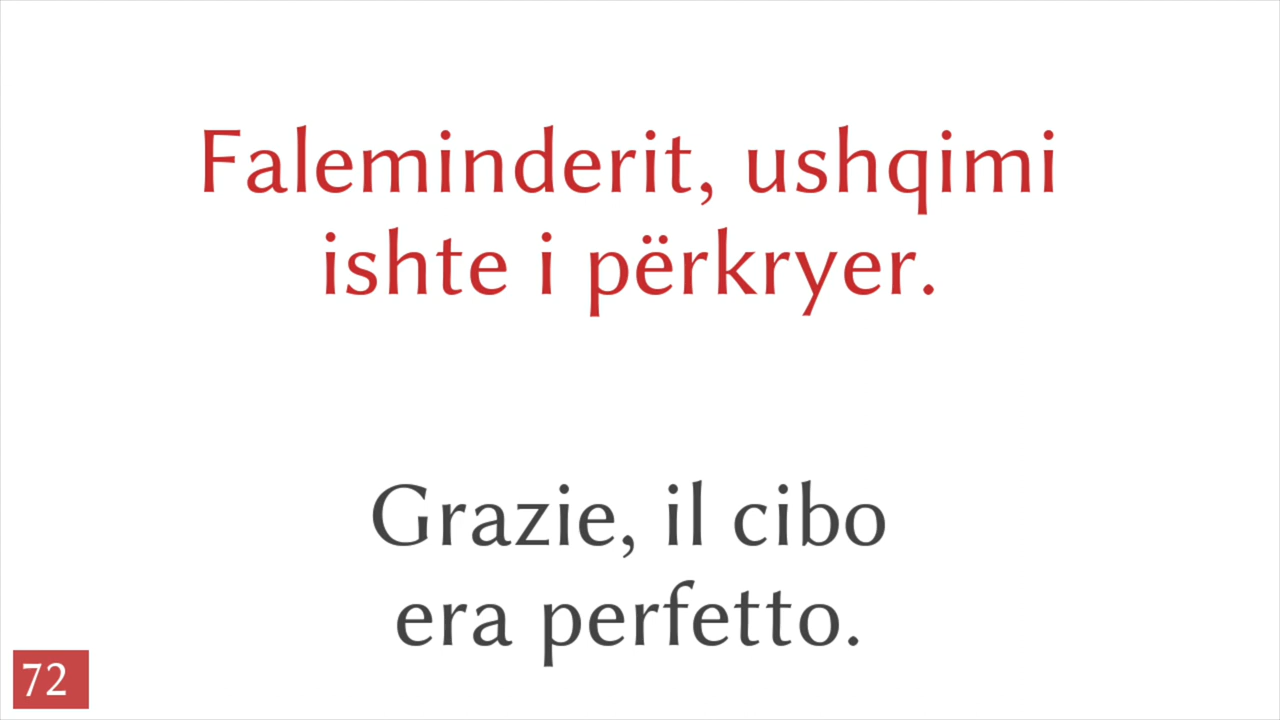 Faleminderit, ushqimi
ishte i përkryer.
Grazie, il cibo
era perfetto.
72